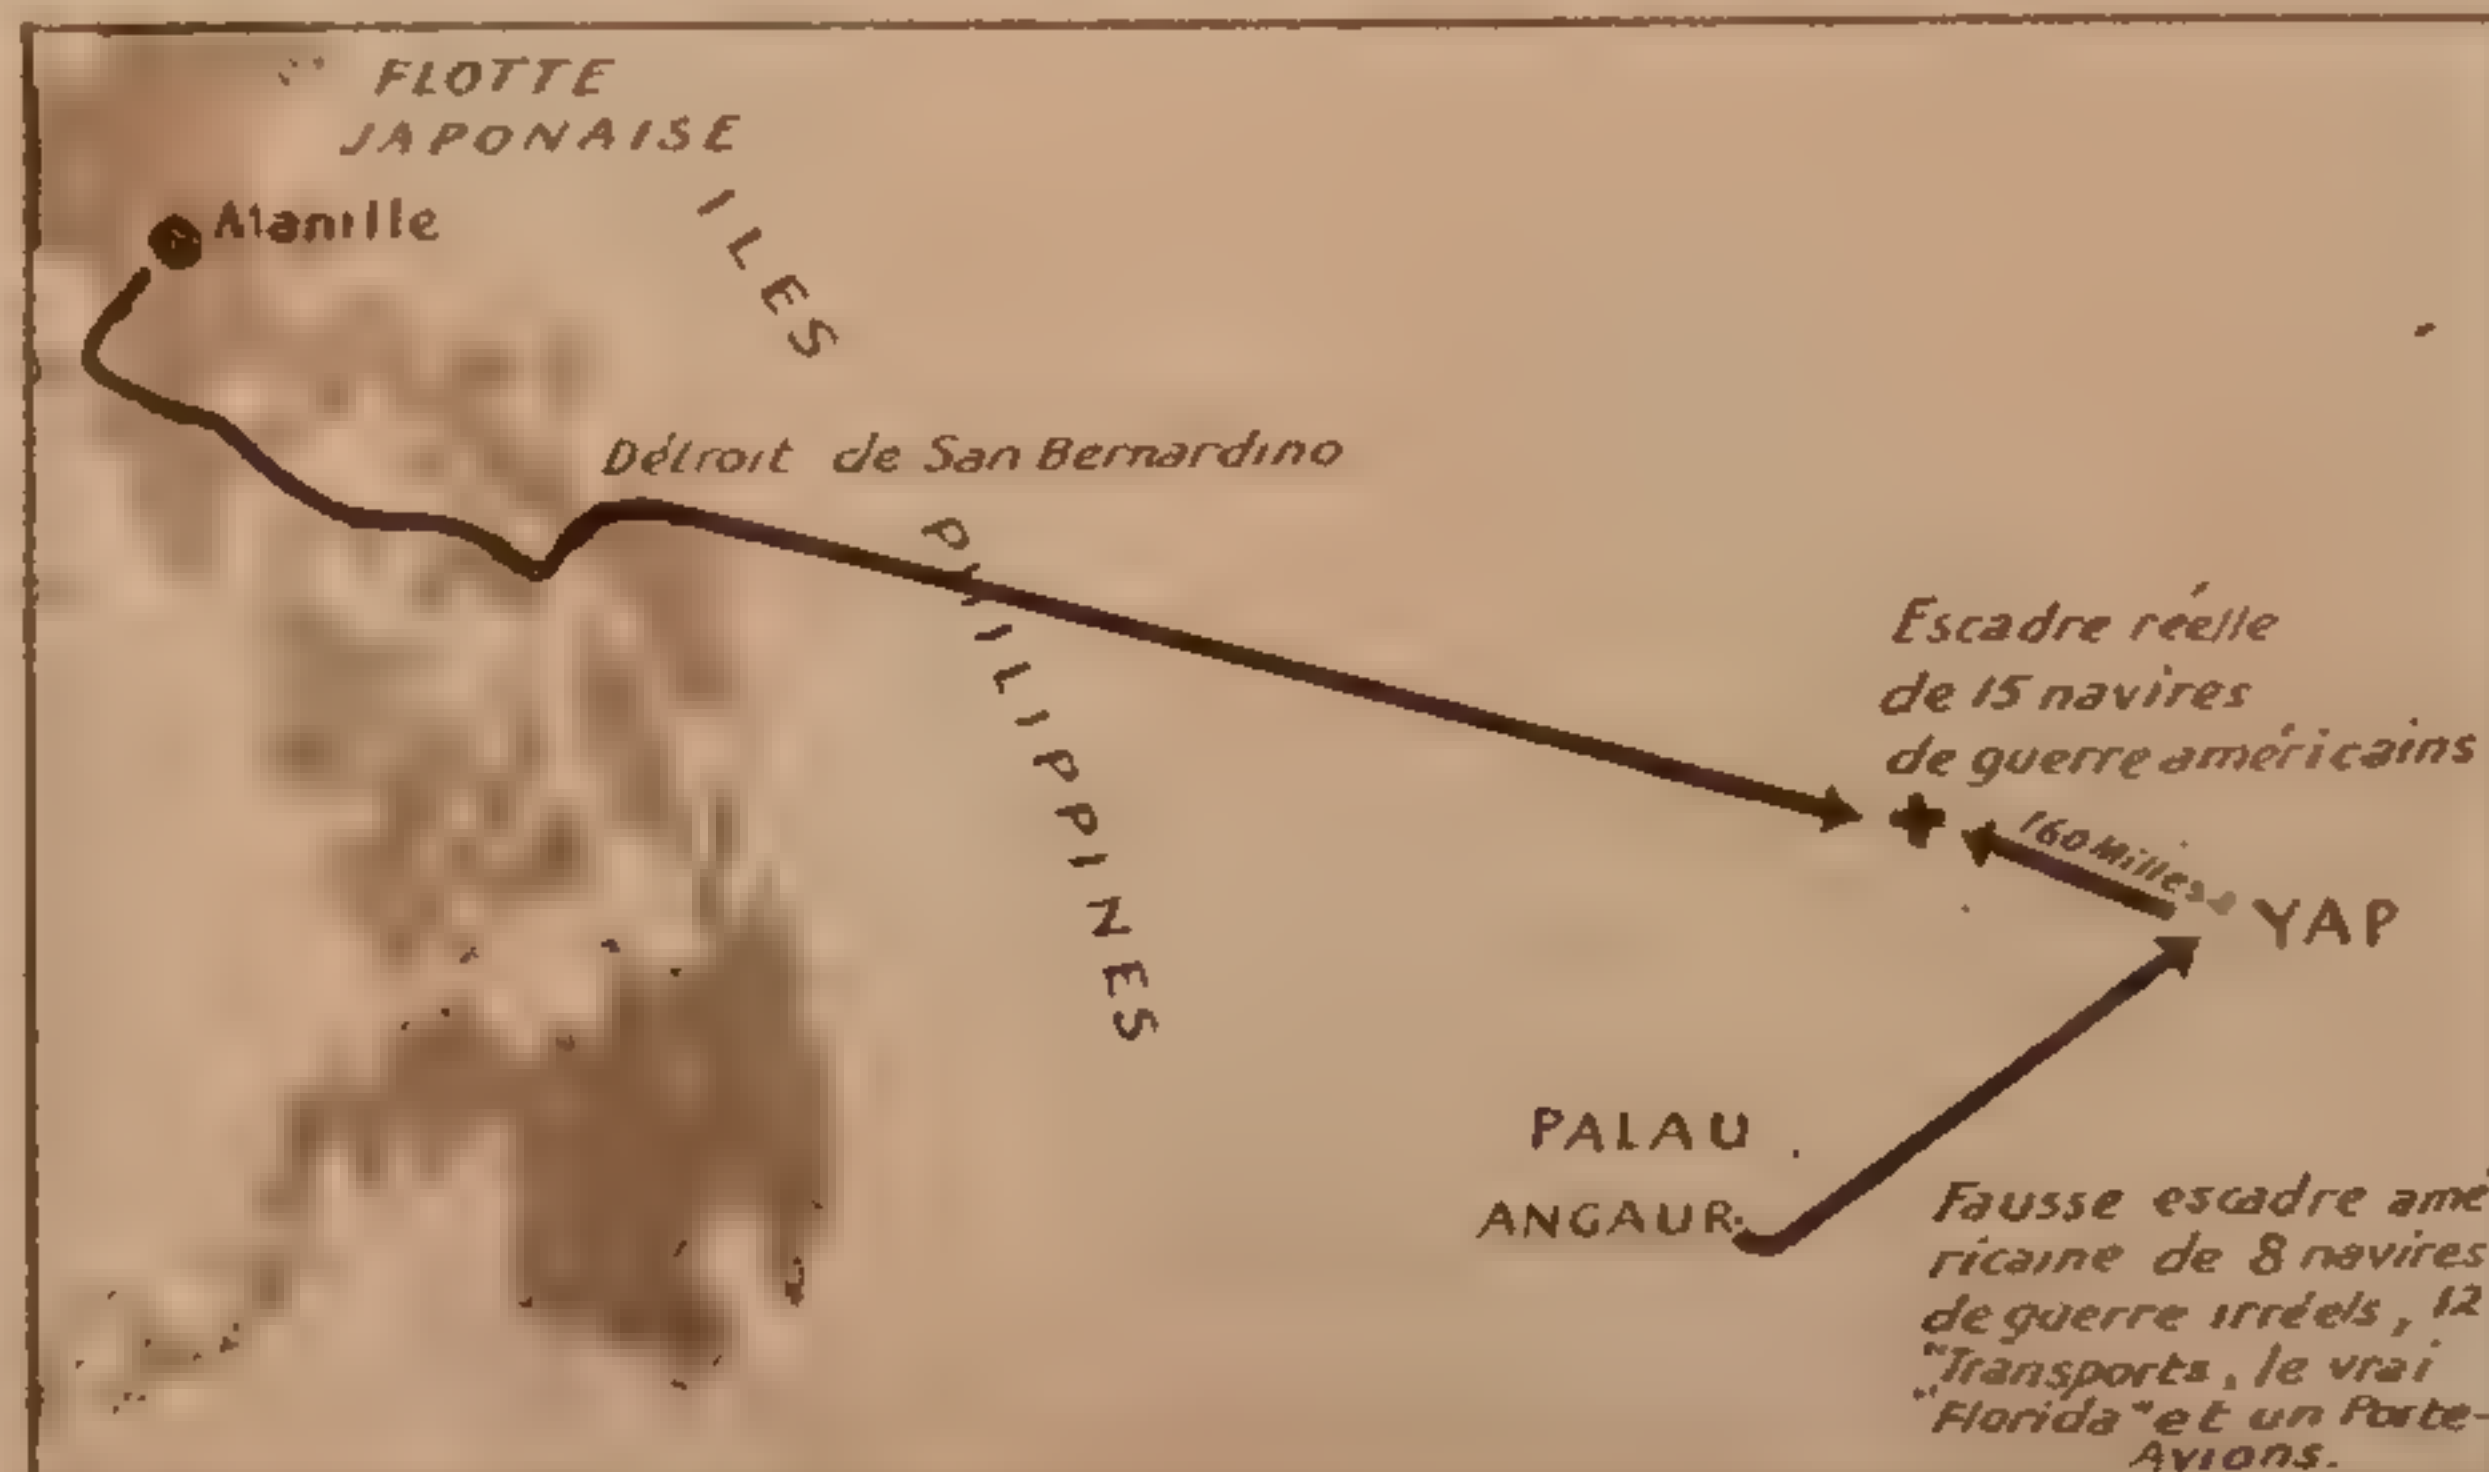 FLOTTE
JAPONAISE
Manille
ILES
Détroit de San Bernardino
PHILIPPINES
Escadre réelle
de 15 navires
de guerre américains
160 Milles
YAP
PALAU
ANGAUR
Fausse escadre amé
ricaine de 8 navires
de guerre irréels, 12
"Transports, le vrai
"Florida" et un Porte-
Avions.